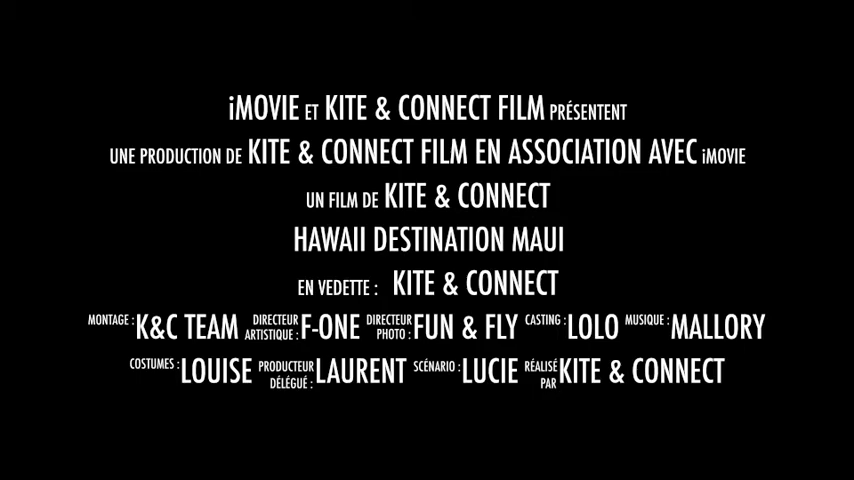 iMOVIE ET KITE & CONNECT FILM PRÉSENTENT
UNE PRODUCTION DE KITE & CONNECT FILM EN ASSOCIATION AVEC iMOVIE
UN FILM DE KITE & CONNECT
HAWAII DESTINATION MAUI
EN VEDETTE : KITE & CONNECT
MONTAGE : K&C TEAM DIRECTEUR ARTISTIQUE : F-ONE DIRECTEUR PHOTO : FUN & FLY CASTING : LOLO MUSIQUE : MALLORY
COSTUMES : LOUISE PRODUCTEUR DÉLÉGUÉ : LAURENT SCÉNARIO : LUCIE RÉALISÉ PAR KITE & CONNECT